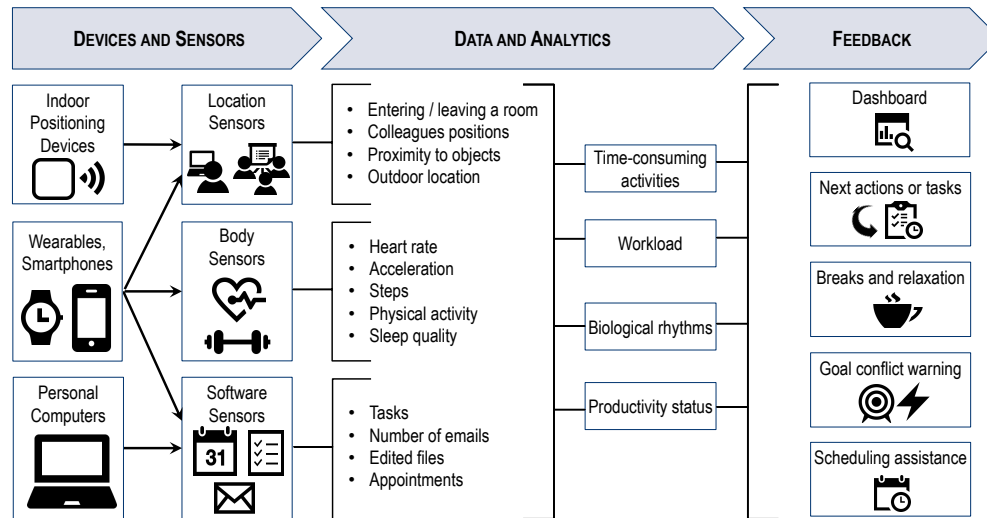 DEVICES AND SENSORS
DATA AND ANALYTICS
FEEDBACK
Indoor
Positioning
Devices
Wearables,
Smartphones
Personal
Computers
Location
Sensors
Body
Sensors
Software
Sensors
31
• Entering / leaving a room
• Colleagues positions
• Proximity to objects
• Outdoor location
• Heart rate
• Acceleration
• Steps
• Physical activity
• Sleep quality
• Tasks
• Number of emails
• Edited files
• Appointments
Time-consuming
activities
Workload
Biological rhythms
Productivity status
Dashboard
Next actions or tasks
Breaks and relaxation
Goal conflict warning
Scheduling assistance